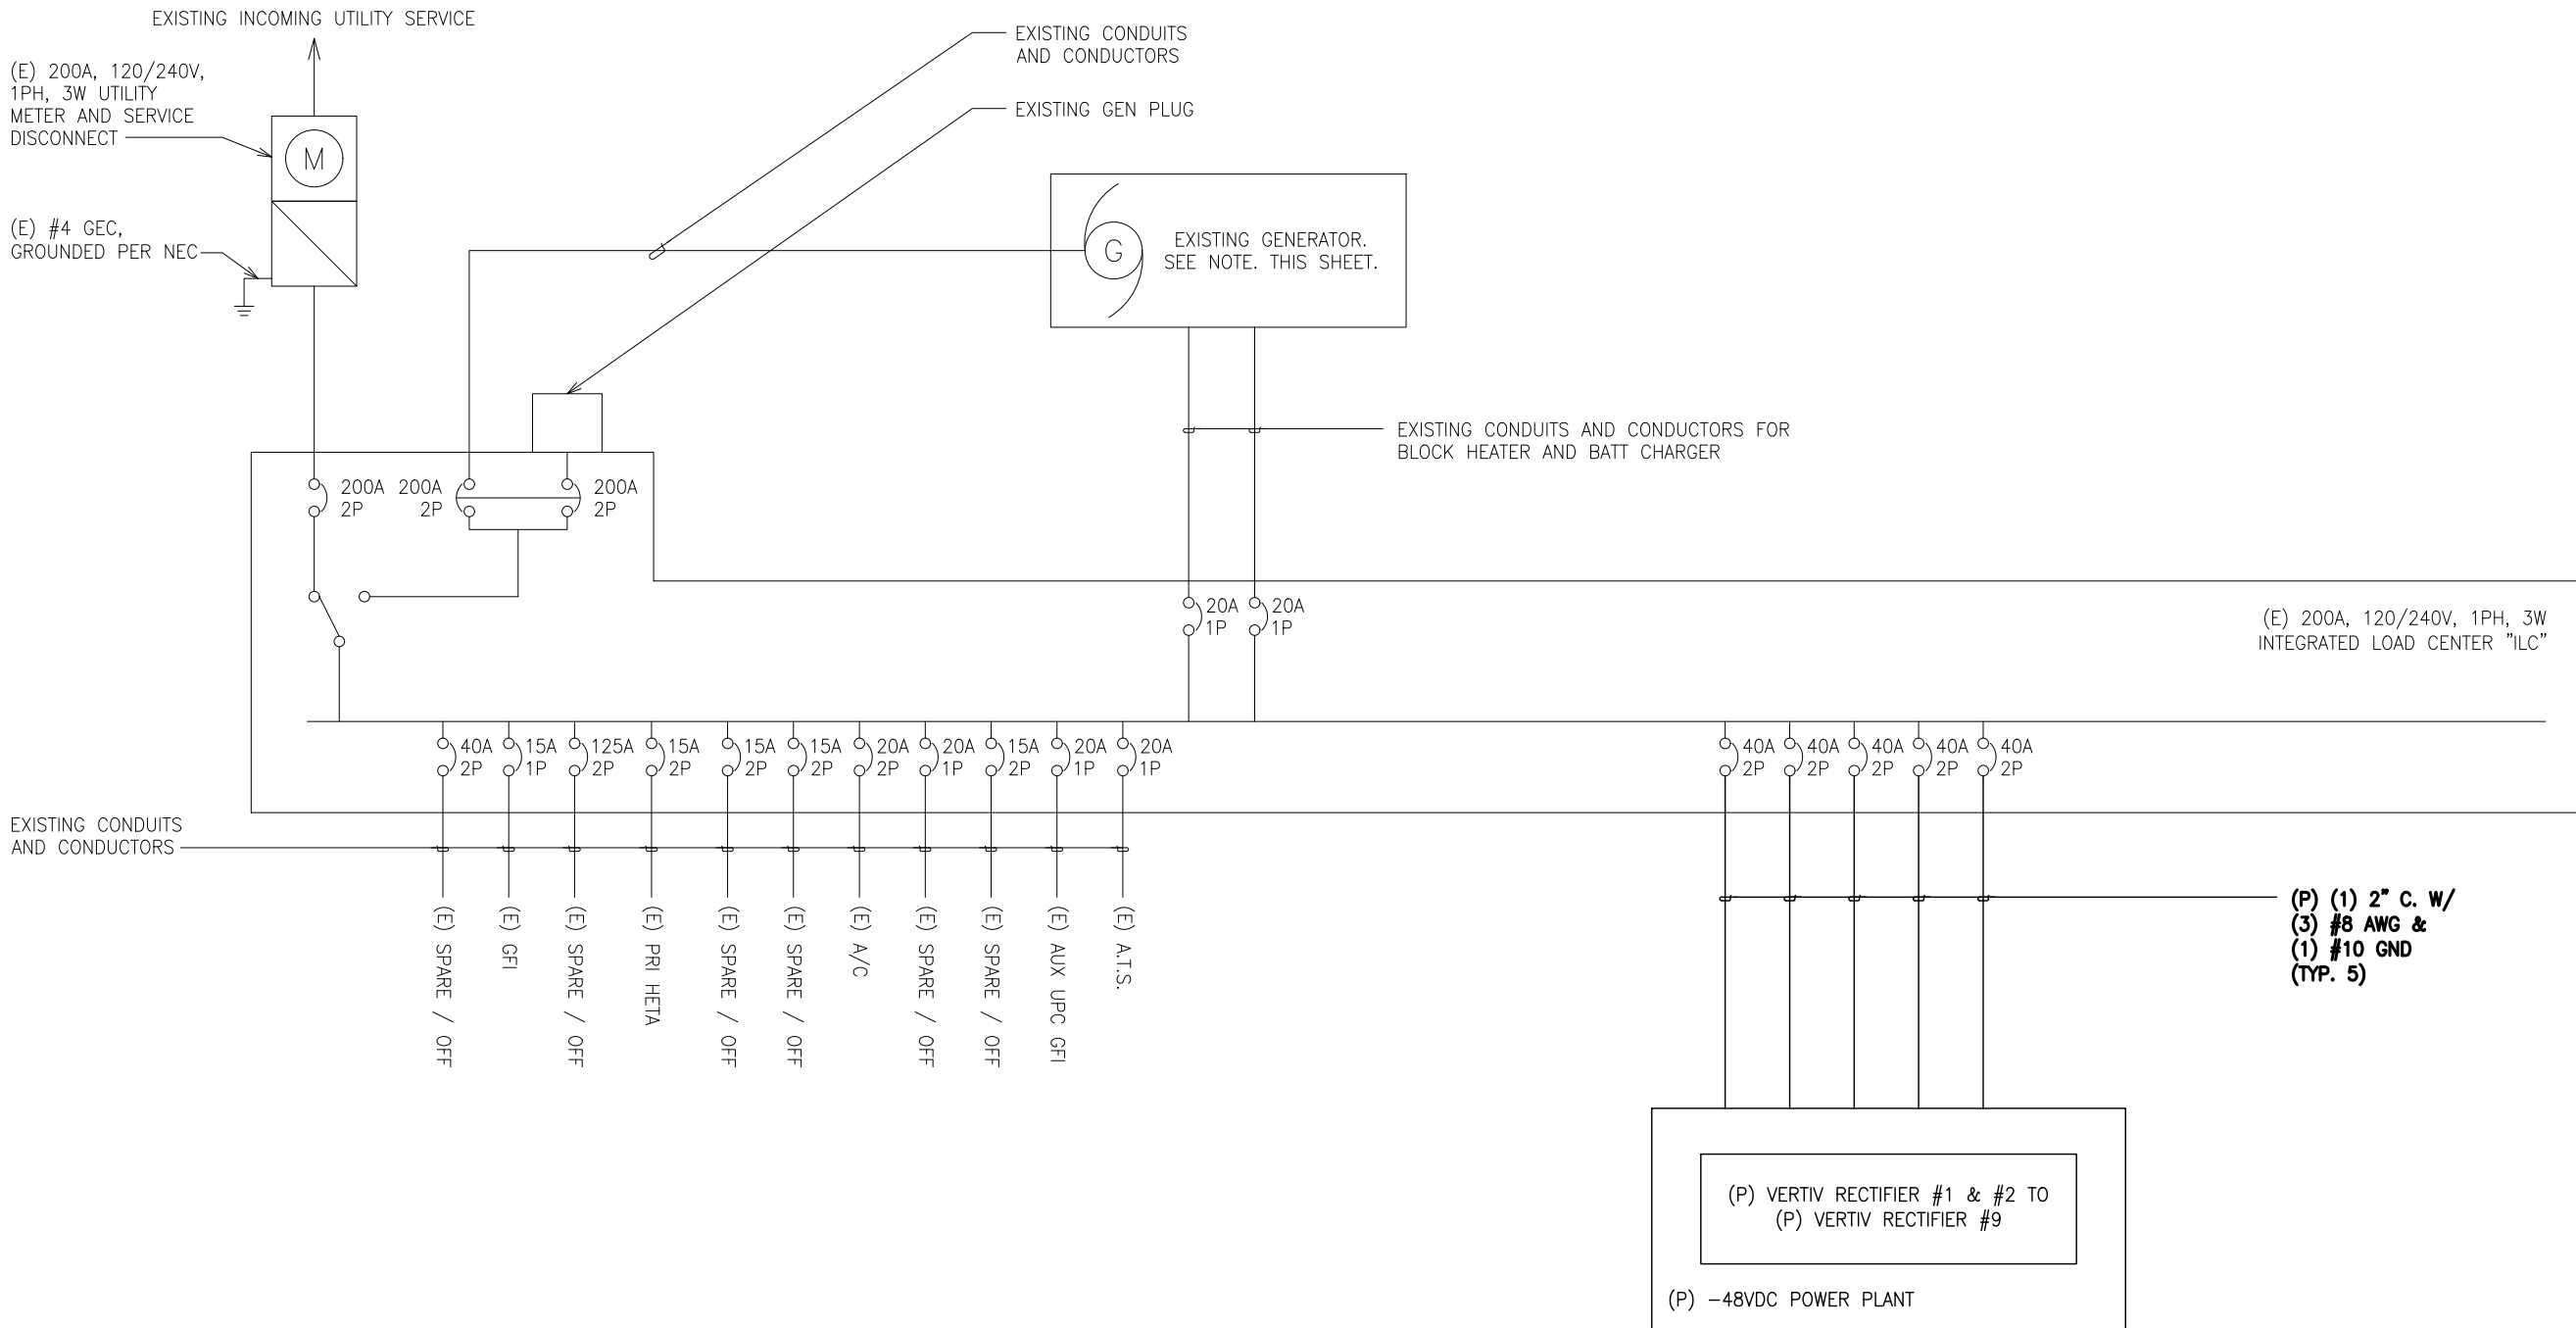 EXISTING INCOMING UTILITY SERVICE
(E) 200A, 120/240V,
1PH, 3W UTILITY
METER AND SERVICE
DISCONNECT
M
(E) #4 GEC,
GROUNDED PER NEC
EXISTING CONDUITS
AND CONDUCTORS
EXISTING GEN PLUG
G
EXISTING GENERATOR.
SEE NOTE. THIS SHEET.
EXISTING CONDUITS AND CONDUCTORS FOR
BLOCK HEATER AND BATT CHARGER
200A
2P
200A
2P
200A
2P
20A
1P
20A
1P
(E) 200A, 120/240V, 1PH, 3W
INTEGRATED LOAD CENTER "ILC"
40A
2P
15A
1P
125A
2P
15A
2P
15A
2P
15A
2P
20A
2P
20A
1P
15A
2P
20A
1P
20A
1P
40A
2P
40A
2P
40A
2P
40A
2P
40A
2P
EXISTING CONDUITS
AND CONDUCTORS
(E) SPARE / OFF
(E) GFI
(E) SPARE / OFF
(E) PRI HETA
(E) SPARE / OFF
(E) SPARE / OFF
(E) A/C
(E) SPARE / OFF
(E) SPARE / OFF
(E) AUX UPC GFI
(E) A.T.S.
(P) (1) 2" C. W/
(3) #8 AWG &
(1) #10 GND
(TYP. 5)
(P) VERTIV RECTIFIER #1 & #2 TO
(P) VERTIV RECTIFIER #9
(P) -48VDC POWER PLANT